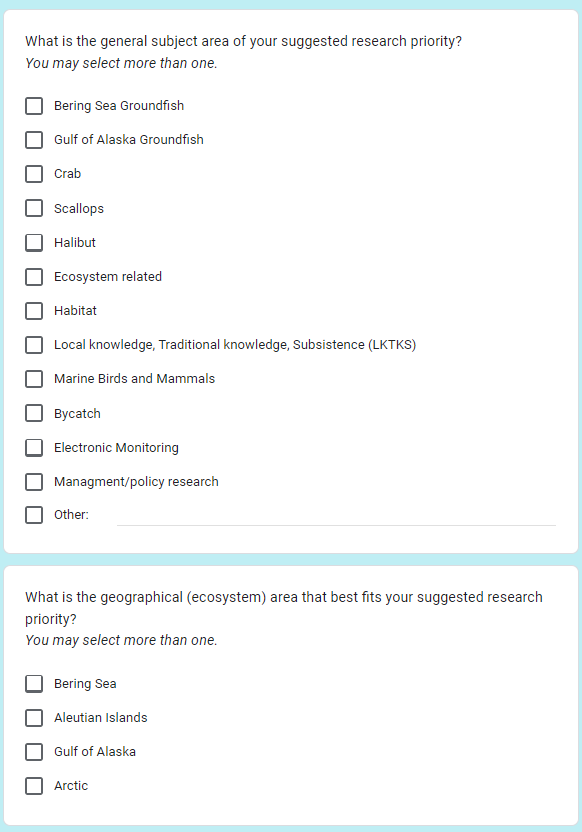 What is the general subject area of your suggested research priority?
You may select more than one.
Bering Sea Groundfish
Gulf of Alaska Groundfish
Crab
Scallops
Halibut
Ecosystem related
Habitat
Local knowledge, Traditional knowledge, Subsistence (LKTKS)
Marine Birds and Mammals
Bycatch
Electronic Monitoring
Managment/policy research
Other:
What is the geographical (ecosystem) area that best fits your suggested research
priority?
You may select more than one.
Bering Sea
Aleutian Islands
Gulf of Alaska
Arctic